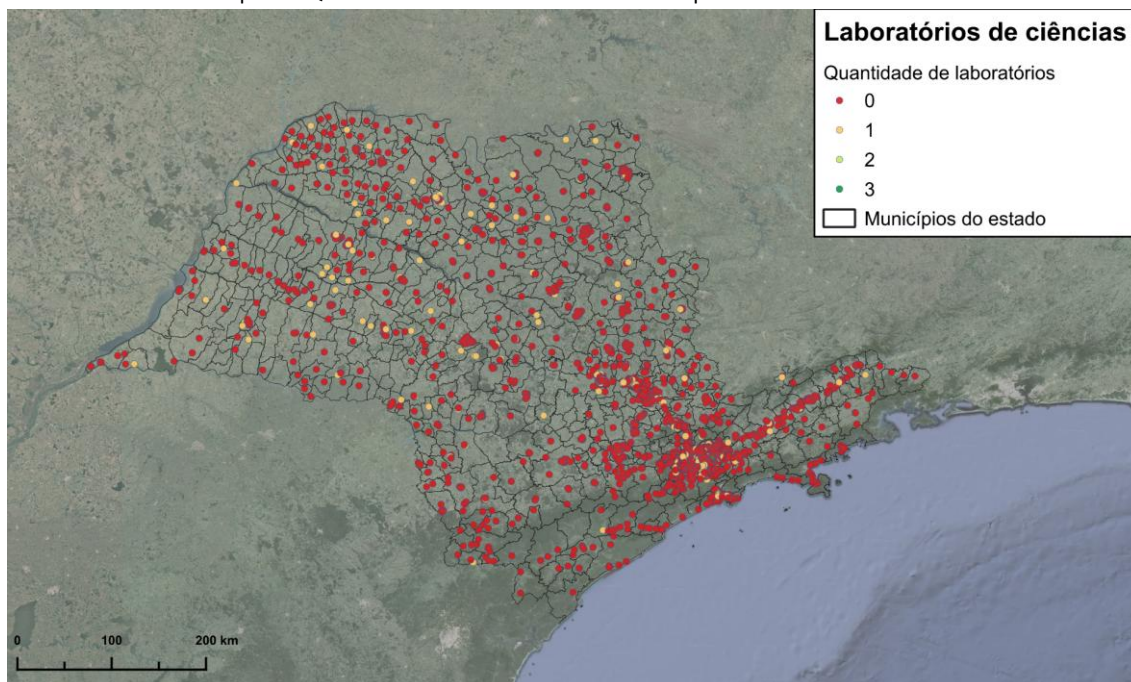 Laboratórios de ciências
Quantidade de laboratórios
0
1
2
3
Municípios do estado
0 100 200 km